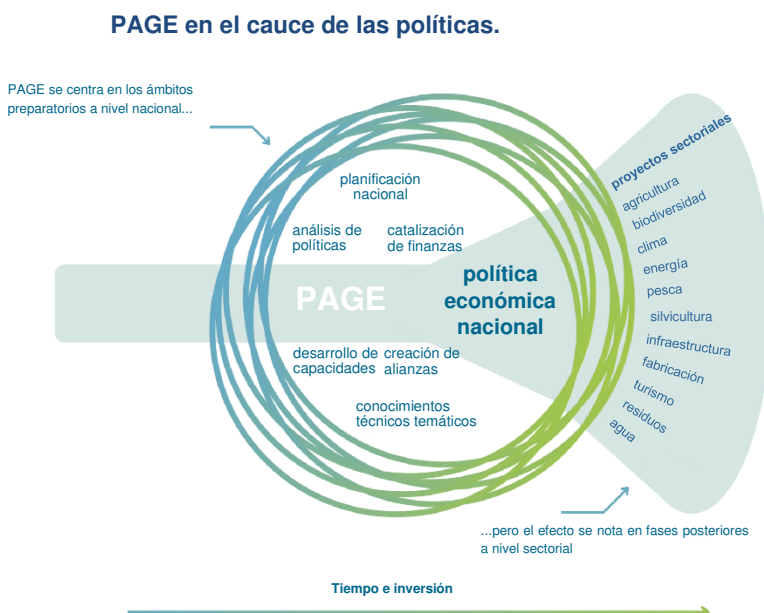 PAGE en el cauce de las políticas.
PAGE se centra en los ámbitos
preparatorios a nivel nacional...
planificación
nacional
análisis de
políticas
catalización
de finanzas
PAGE
política
económica
nacional
desarrollo de
capacidades
creación de
alianzas
conocimientos
técnicos temáticos
proyectos sectoriales
agricultura
biodiversidad
clima
energía
pesca
silvicultura
infraestructura
fabricación
turismo
residuos
agua
...pero el efecto se nota en fases posteriores
a nivel sectorial
Tiempo e inversión